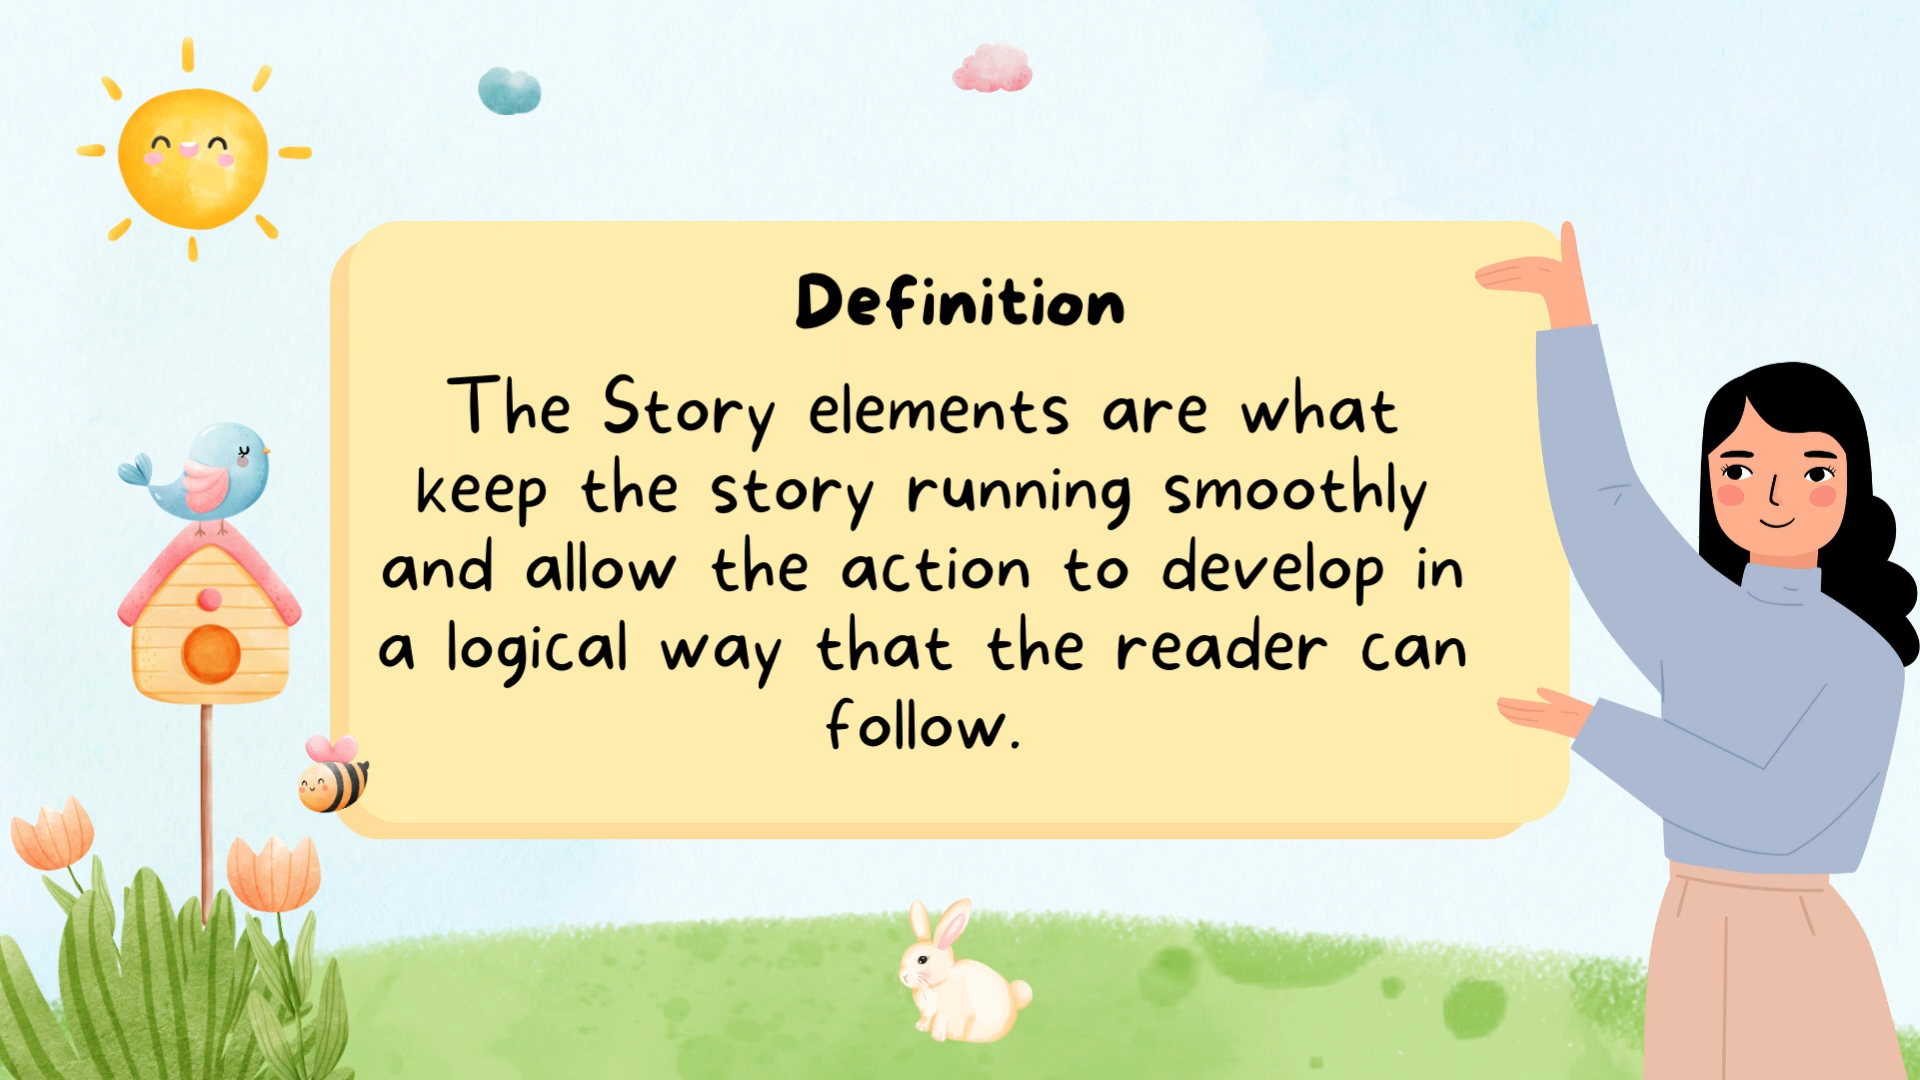 Definition
The Story elements are what
keep the story running smoothly
and allow the action to develop in
a logical way that the reader can
follow.